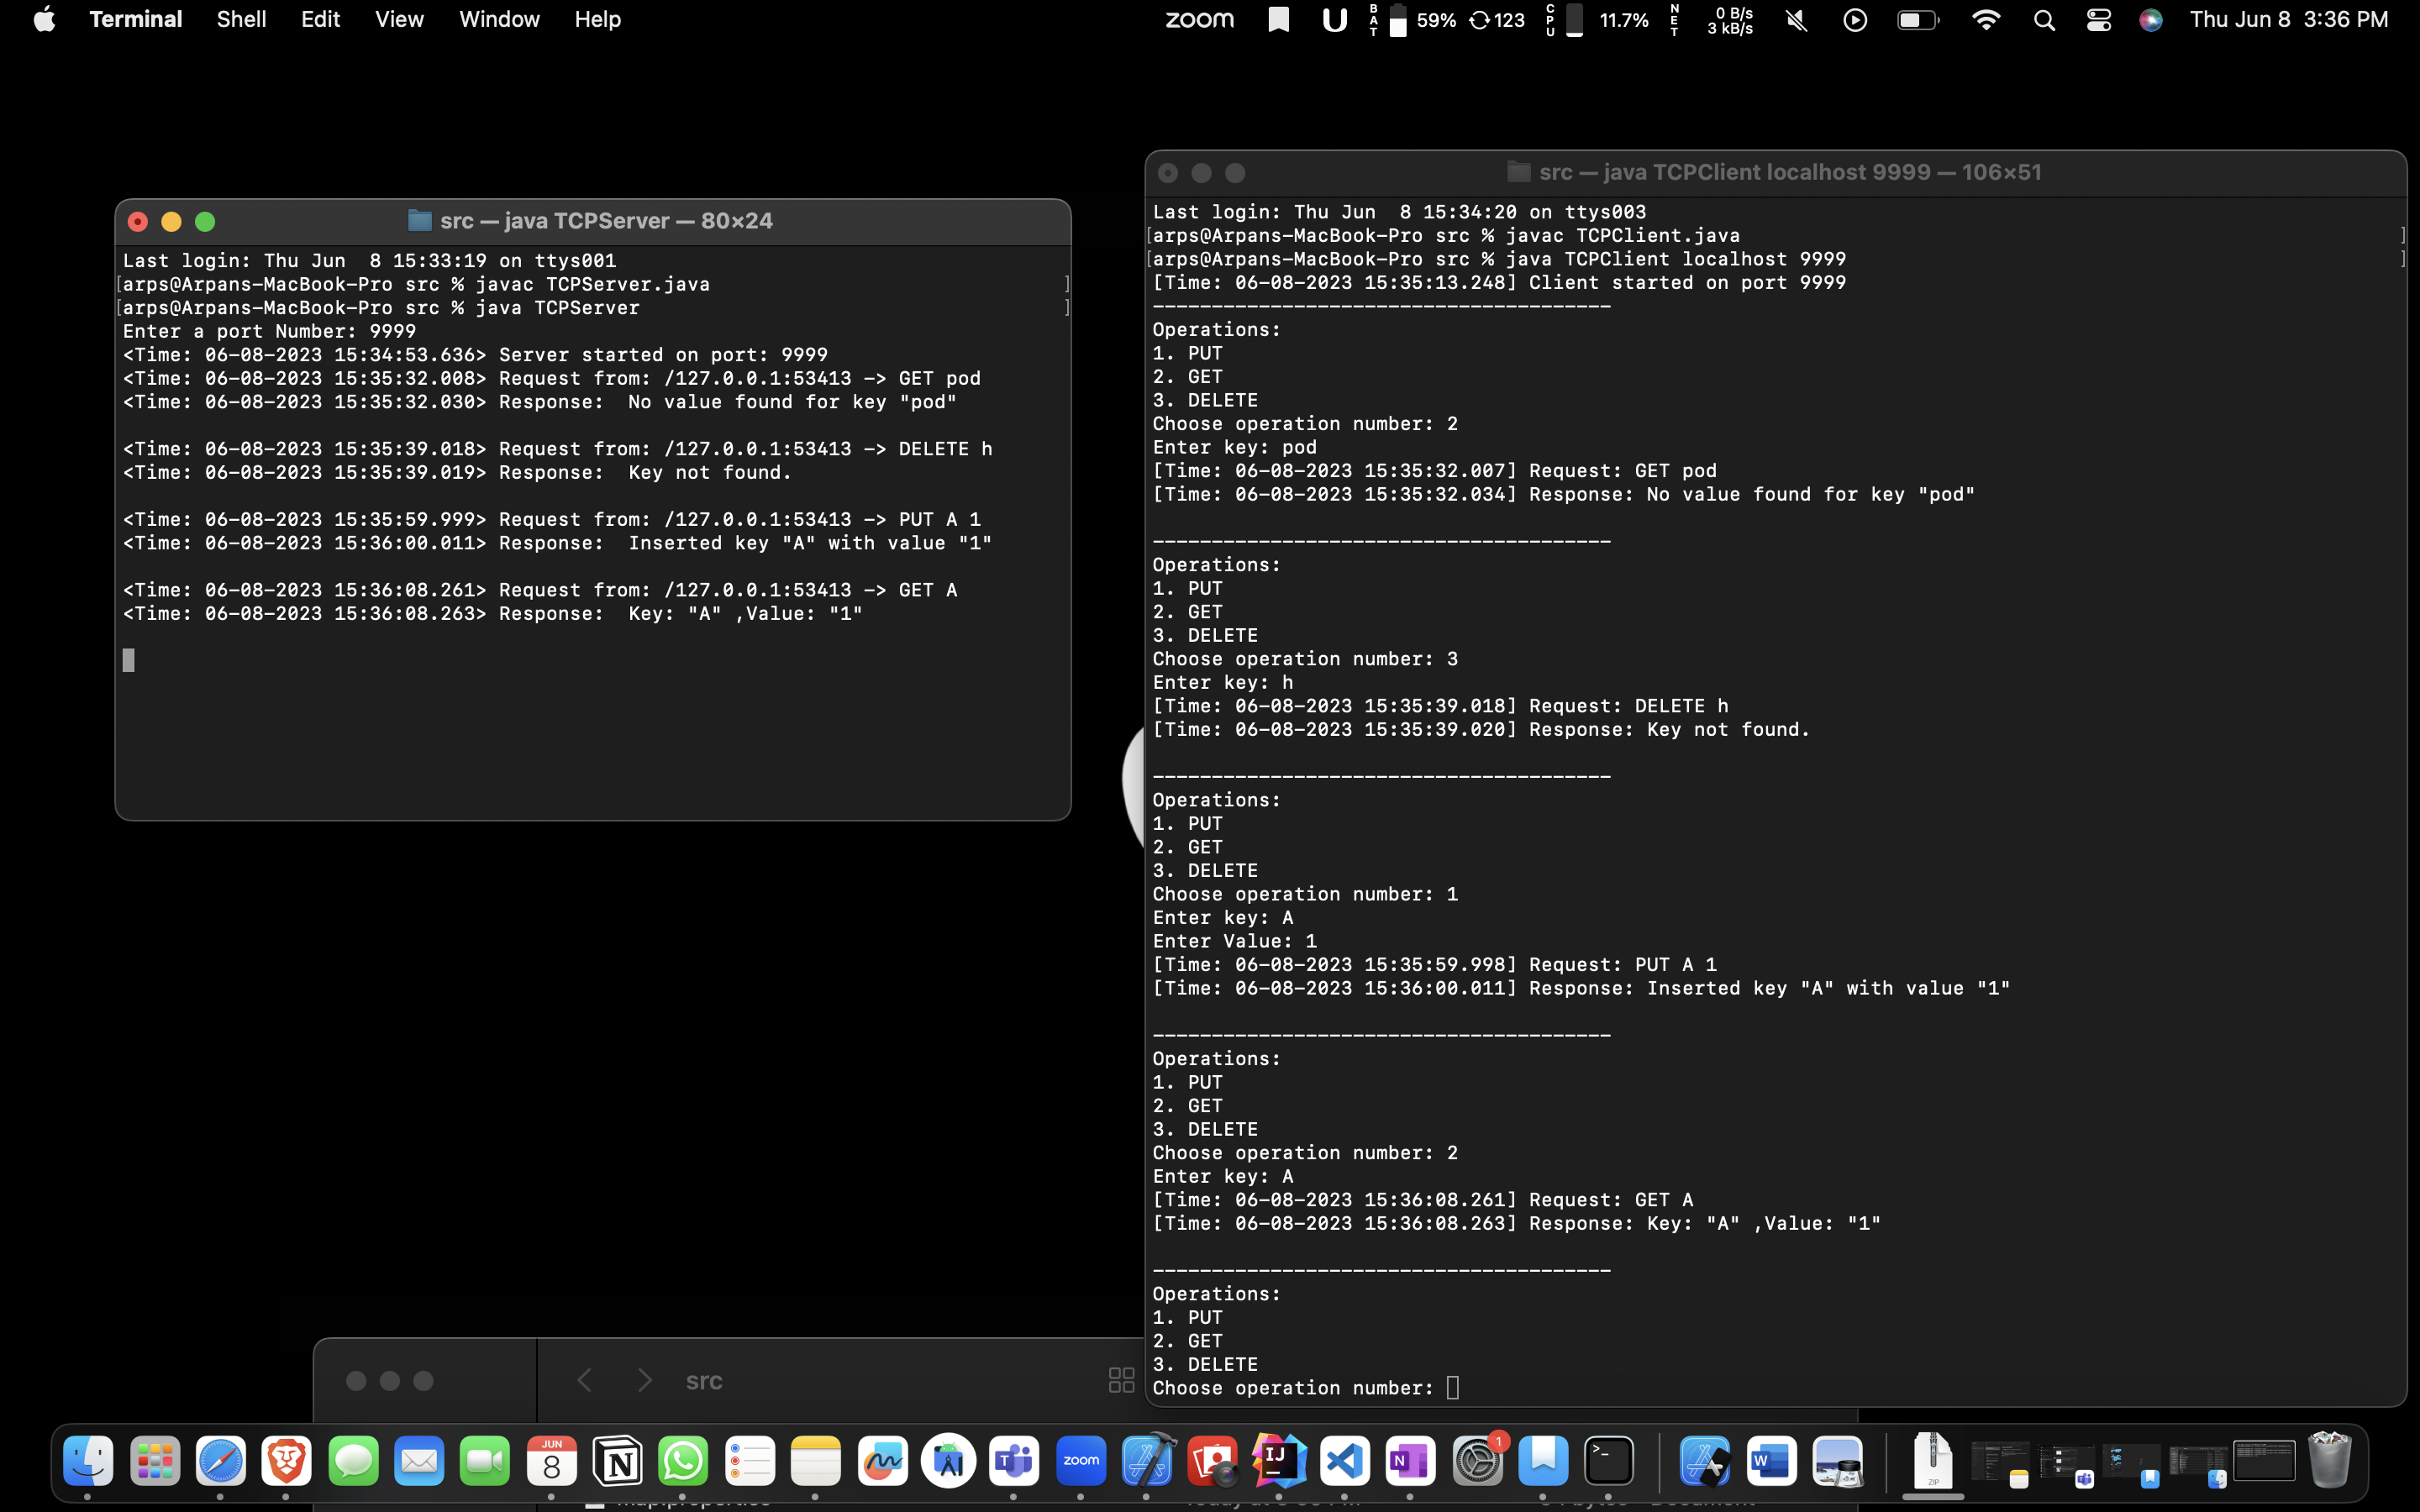 Terminal Shell Edit View Window Help
zoom BAT 59% 123 CPU 11.7% NET 0 B/s 3 kB/s Thu Jun 8 3:36 PM
src — java TCPServer — 80×24
Last login: Thu Jun  8 15:33:19 on ttys001
[arps@Arpans-MacBook-Pro src % javac TCPServer.java ]
[arps@Arpans-MacBook-Pro src % java TCPServer ]
Enter a port Number: 9999
<Time: 06-08-2023 15:34:53.636> Server started on port: 9999
<Time: 06-08-2023 15:35:32.008> Request from: /127.0.0.1:53413 -> GET pod
<Time: 06-08-2023 15:35:32.030> Response:  No value found for key "pod"
<Time: 06-08-2023 15:35:39.018> Request from: /127.0.0.1:53413 -> DELETE h
<Time: 06-08-2023 15:35:39.019> Response:  Key not found.
<Time: 06-08-2023 15:35:59.999> Request from: /127.0.0.1:53413 -> PUT A 1
<Time: 06-08-2023 15:36:00.011> Response:  Inserted key "A" with value "1"
<Time: 06-08-2023 15:36:08.261> Request from: /127.0.0.1:53413 -> GET A
<Time: 06-08-2023 15:36:08.263> Response:  Key: "A" ,Value: "1"
src — java TCPClient localhost 9999 — 106×51
Last login: Thu Jun  8 15:34:20 on ttys003
[arps@Arpans-MacBook-Pro src % javac TCPClient.java ]
[arps@Arpans-MacBook-Pro src % java TCPClient localhost 9999 ]
[Time: 06-08-2023 15:35:13.248] Client started on port 9999
---------------------------------------
Operations:
1. PUT
2. GET
3. DELETE
Choose operation number: 2
Enter key: pod
[Time: 06-08-2023 15:35:32.007] Request: GET pod
[Time: 06-08-2023 15:35:32.034] Response: No value found for key "pod"
---------------------------------------
Operations:
1. PUT
2. GET
3. DELETE
Choose operation number: 3
Enter key: h
[Time: 06-08-2023 15:35:39.018] Request: DELETE h
[Time: 06-08-2023 15:35:39.020] Response: Key not found.
---------------------------------------
Operations:
1. PUT
2. GET
3. DELETE
Choose operation number: 1
Enter key: A
Enter Value: 1
[Time: 06-08-2023 15:35:59.998] Request: PUT A 1
[Time: 06-08-2023 15:36:00.011] Response: Inserted key "A" with value "1"
---------------------------------------
Operations:
1. PUT
2. GET
3. DELETE
Choose operation number: 2
Enter key: A
[Time: 06-08-2023 15:36:08.261] Request: GET A
[Time: 06-08-2023 15:36:08.263] Response: Key: "A" ,Value: "1"
---------------------------------------
Operations:
1. PUT
2. GET
3. DELETE
Choose operation number:
src
JUN
8
zoom
IJ
N
1
W
ZIP